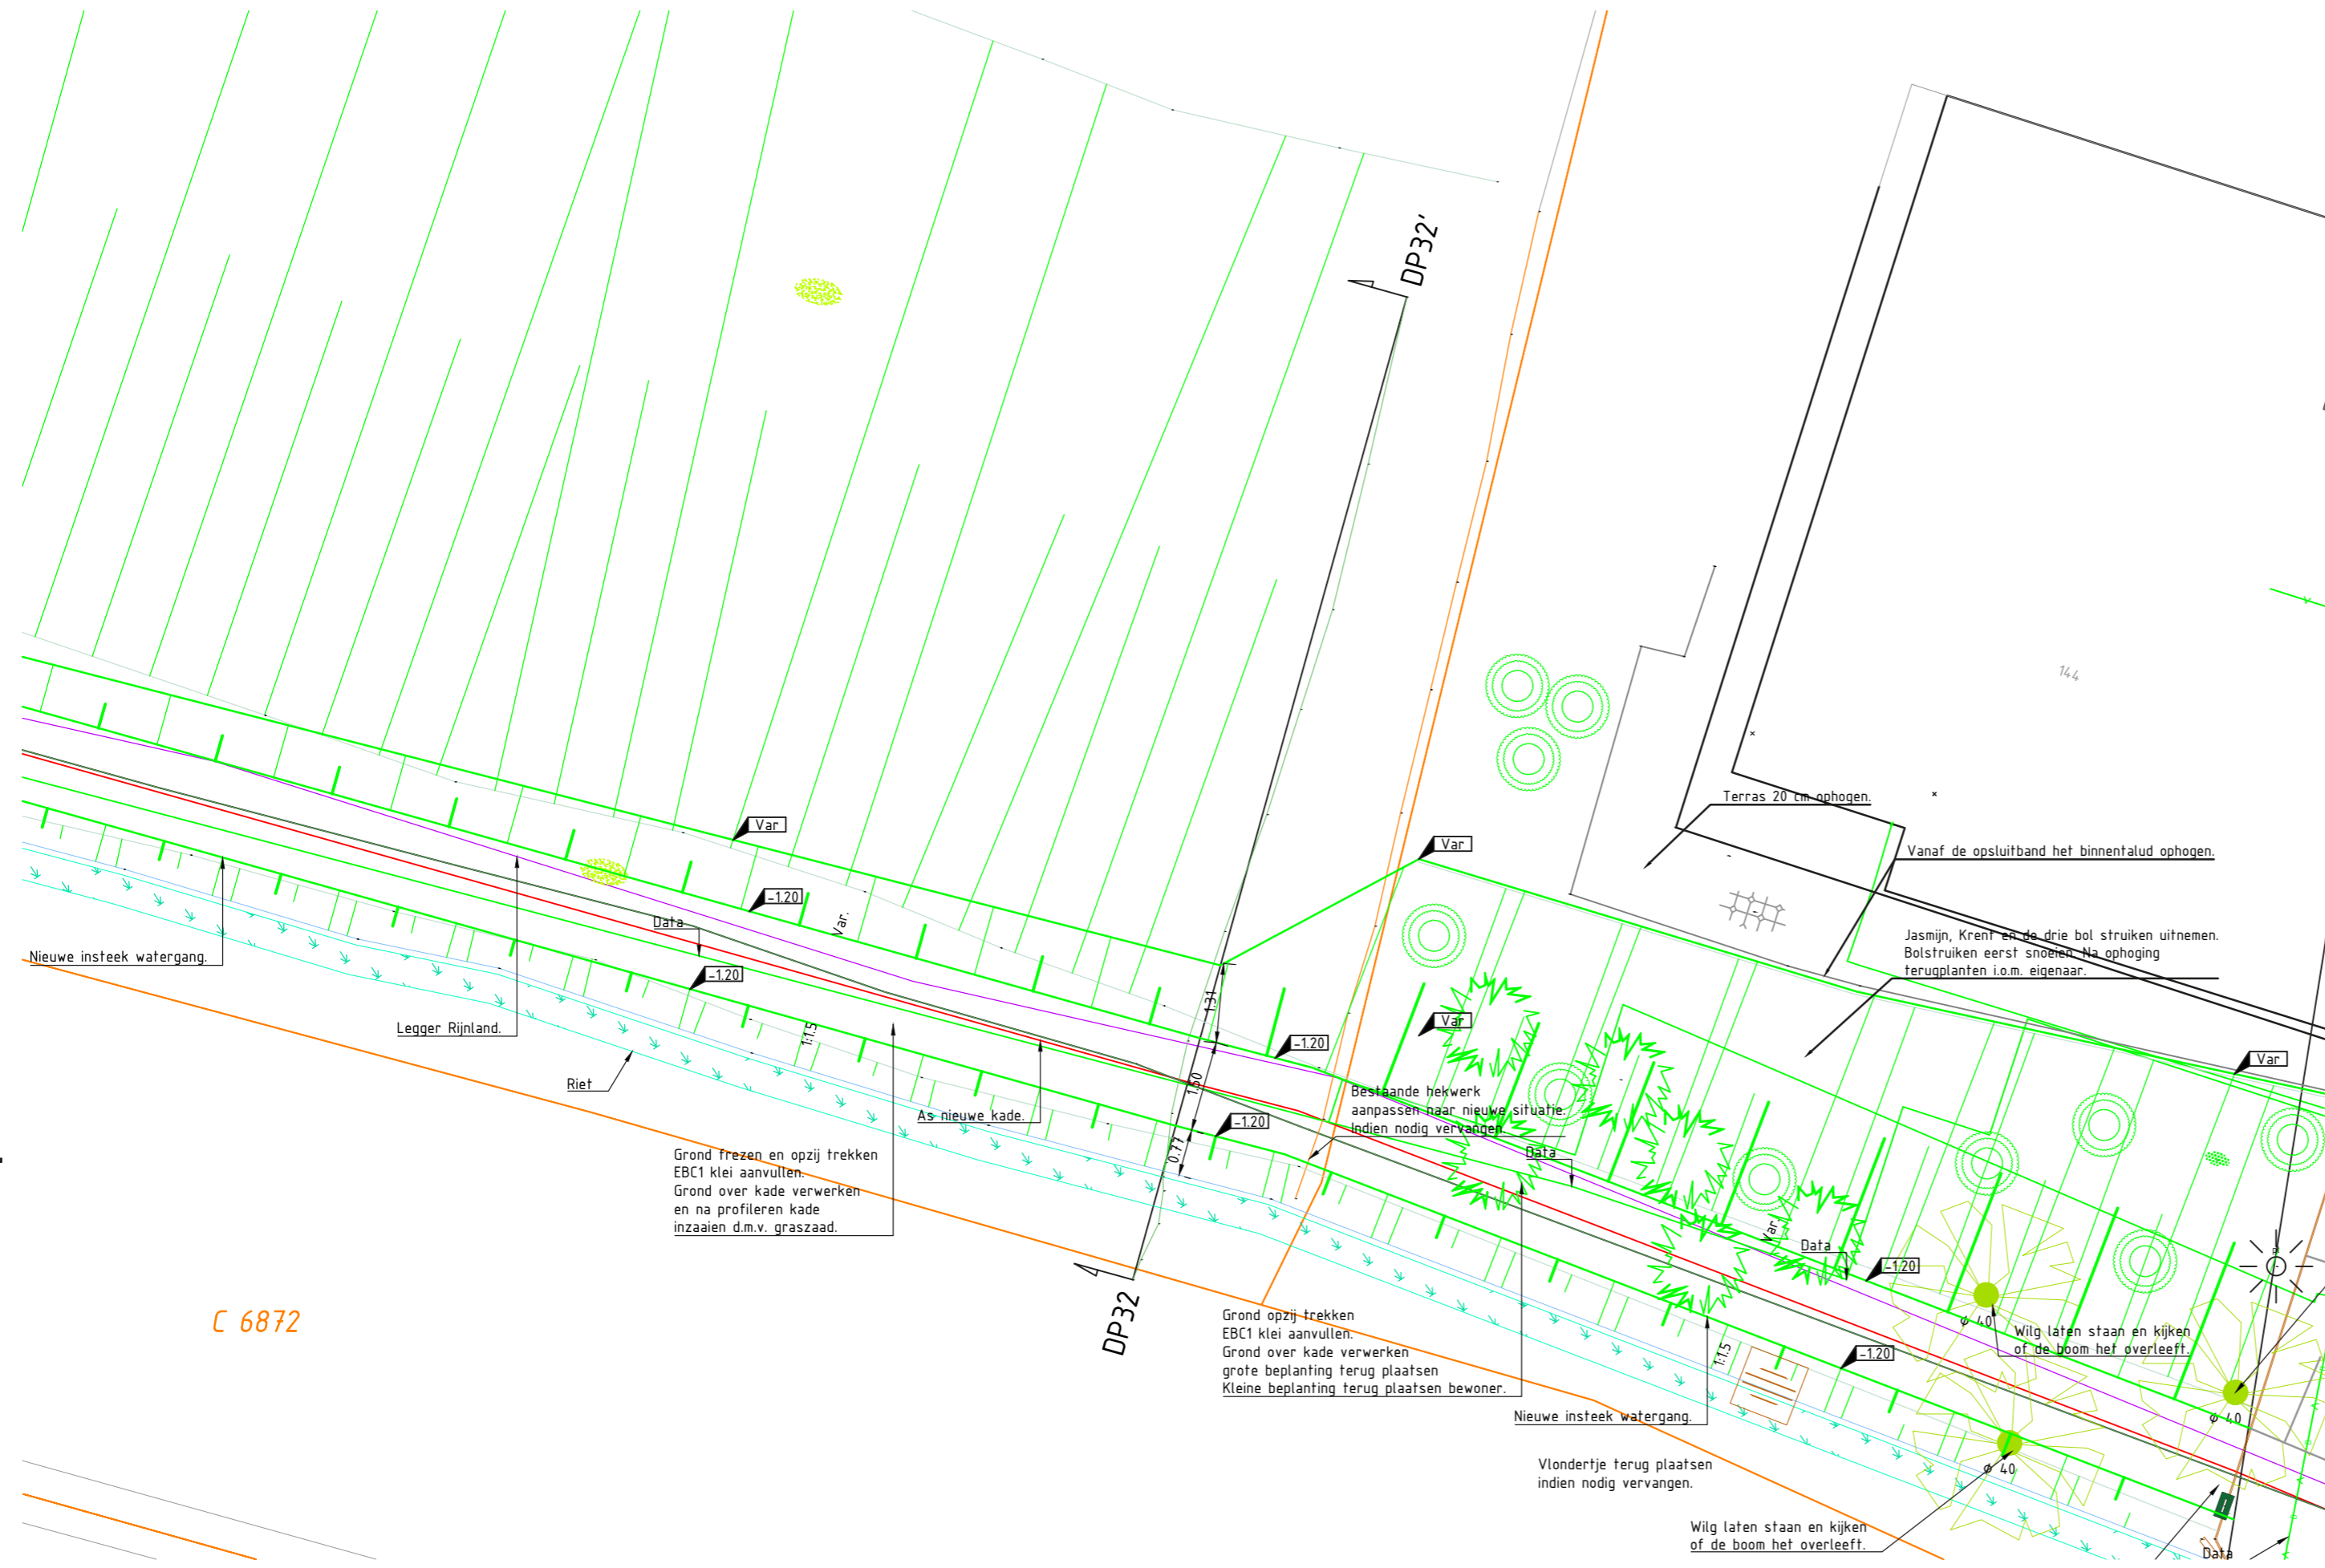 DP32'
144
Terras 20 cm ophogen.
Var
Var
Vanaf de opsluitband het binnentalud ophogen.
-1.20
Var.
Data
Jasmijn, Krent en de drie bol struiken uitnemen.
Bolstruiken eerst snoeien. Na ophoging
terugplanten i.o.m. eigenaar.
Nieuwe insteek watergang.
-1.20
1.31
Var
Legger Rijnland.
1:1.5
-1.20
Var
Riet
As nieuwe kade.
1.50
Bestaande hekwerk
aanpassen naar nieuwe situatie.
Indien nodig vervangen.
-1.20
0.77
Data
Grond frezen en opzij trekken
EBC1 klei aanvullen.
Grond over kade verwerken
en na profileren kade
inzaaien d.m.v. graszaad.
Var.
Data
-1.20
C 6872
DP32
Grond opzij trekken
EBC1 klei aanvullen.
Grond over kade verwerken
grote beplanting terug plaatsen
Kleine beplanting terug plaatsen bewoner.
ø 40
Wilg laten staan en kijken
of de boom het overleeft.
1:1.5
-1.20
Nieuwe insteek watergang.
ø 40
Vlondertje terug plaatsen
indien nodig vervangen.
ø 40
Wilg laten staan en kijken
of de boom het overleeft.
Data